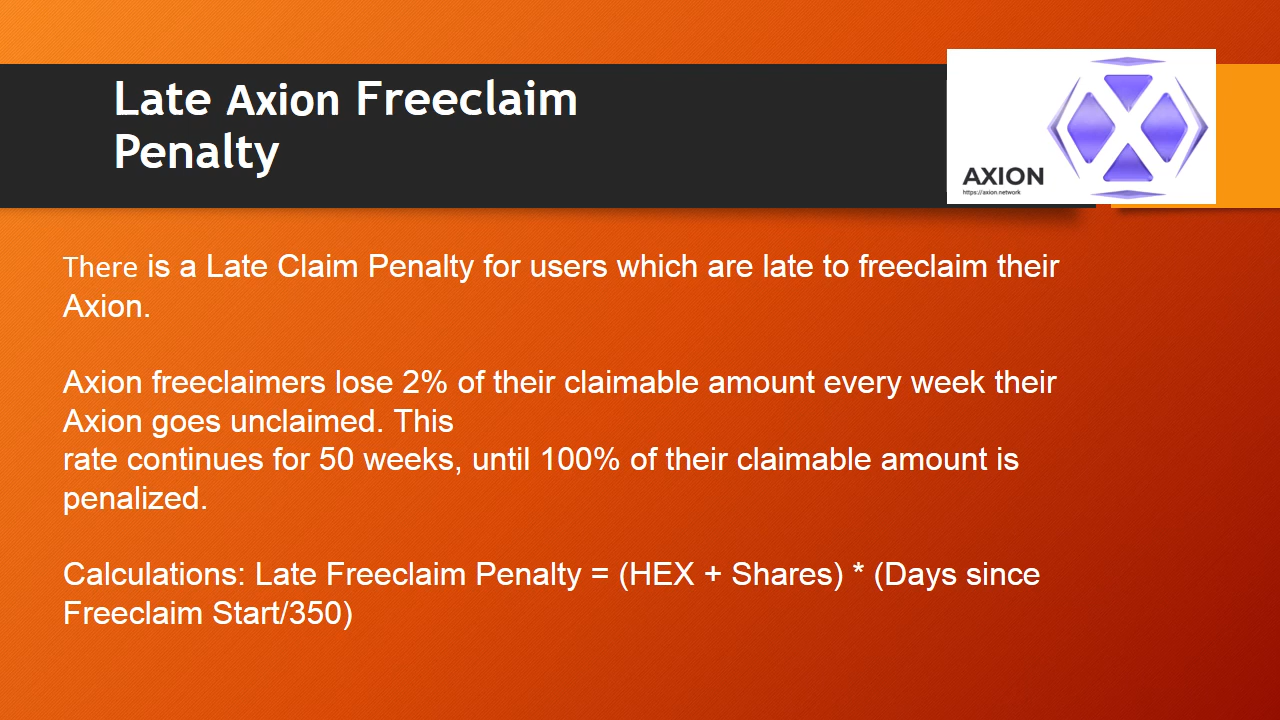 Late Axion Freeclaim
Penalty
AXION
https://axion.network
There is a Late Claim Penalty for users which are late to freeclaim their
Axion.
Axion freeclaimers lose 2% of their claimable amount every week their
Axion goes unclaimed. This
rate continues for 50 weeks, until 100% of their claimable amount is
penalized.
Calculations: Late Freeclaim Penalty = (HEX + Shares) * (Days since
Freeclaim Start/350)